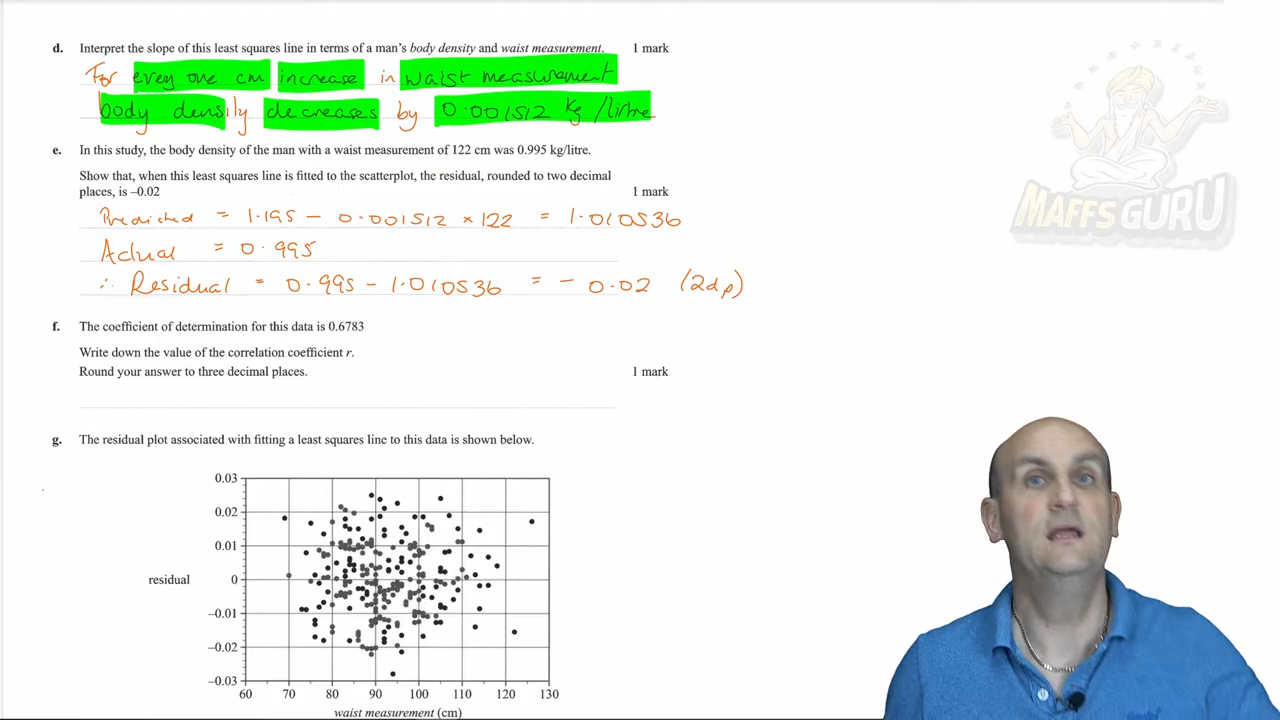 d. Interpret the slope of this least squares line in terms of a man's body density and waist measurement. 1 mark
For every one cm increase in waist measurement
body density decreases by 0.001512 kg/litre
e. In this study, the body density of the man with a waist measurement of 122 cm was 0.995 kg/litre.
Show that, when this least squares line is fitted to the scatterplot, the residual, rounded to two decimal
places, is –0.02 1 mark
Predicted = 1.195 - 0.001512 × 122 = 1.010536
Actual = 0.995
∴ Residual = 0.995 - 1.010536 = - 0.02 (2dp)
f. The coefficient of determination for this data is 0.6783
Write down the value of the correlation coefficient r.
Round your answer to three decimal places. 1 mark
g. The residual plot associated with fitting a least squares line to this data is shown below.
0.03
0.02
0.01
residual 0
–0.01
–0.02
–0.03
60 70 80 90 100 110 120 130
waist measurement (cm)
MAFFS GURU